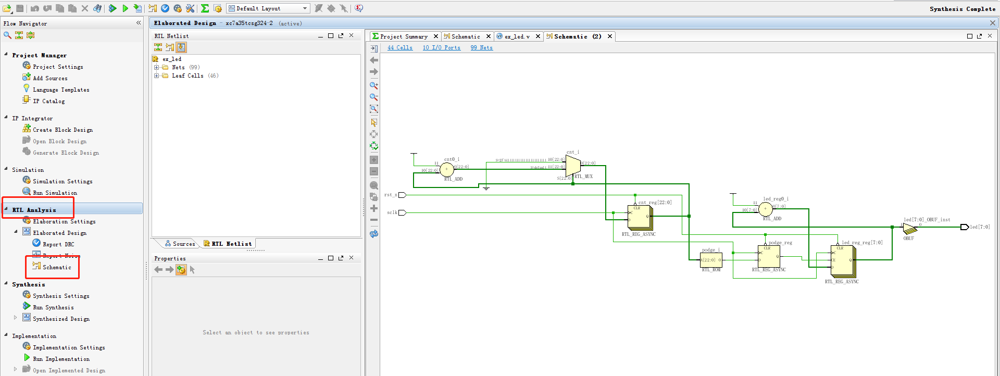 Default Layout
Synthesis Complete
Flow Navigator
Elaborated Design - xc7a35tcsg324-2 (active)
Project Manager
Project Settings
Add Sources
Language Templates
IP Catalog
IP Integrator
Create Block Design
Open Block Design
Generate Block Design
Simulation
Simulation Settings
Run Simulation
RTL Analysis
Elaboration Settings
Elaborated Design
Report DRC
Report Noise
Schematic
Synthesis
Synthesis Settings
Run Synthesis
Synthesized Design
Implementation
Implementation Settings
Run Implementation
Open Implemented Design
RTL Netlist
ex_led
Nets (99)
Leaf Cells (46)
Sources
RTL Netlist
Properties
Select an object to see properties
Project Summary
Schematic
ex_led.v
Schematic (2)
44 Cells
10 I/O Ports
99 Nets
cnt0_i
I1
I0[22:0]
O[22:0]
+
RTL_ADD
cnt_i
I0[22:0]
S=default
I1[22:0]
O[22:0]
S[22:0]
RTL_MUX
rst_n
sclk
cnt_reg[22:0]
CLR
C
D
Q
RTL_REG_ASYNC
led_reg0_i
I1
I0[7:0]
O[7:0]
+
RTL_ADD
podge_i
A[22:0]
O
RTL_ROM
podge_reg
CLR
C
D
Q
RTL_REG_ASYNC
led_reg_reg[7:0]
CLR
C
CE
D
Q
RTL_REG_ASYNC
led[7:0]_OBUF_inst
I
O
OBUF
led[7:0]